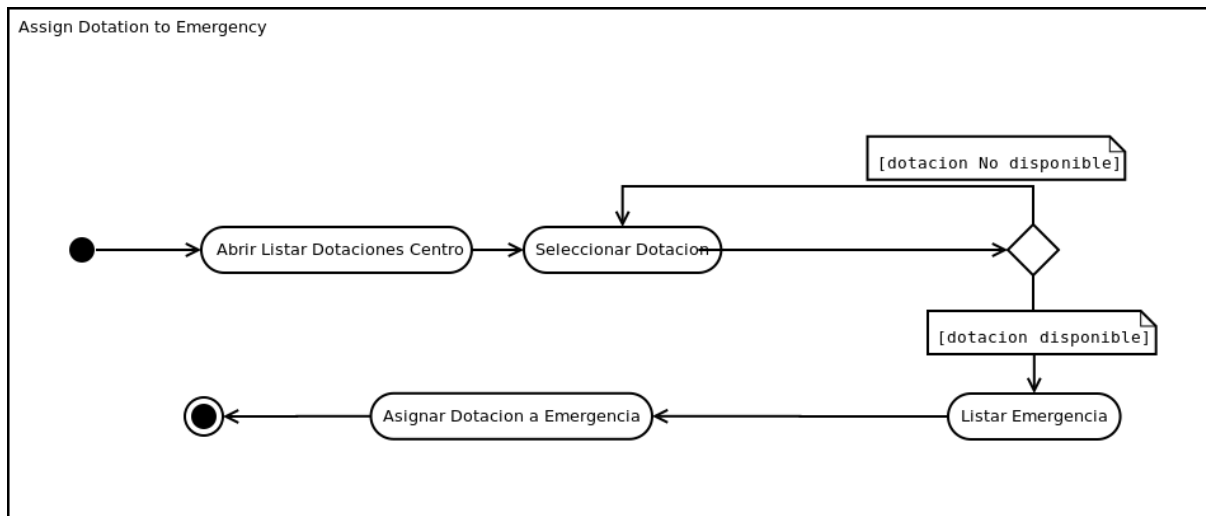 Assign Dotation to Emergency
[dotacion No disponible]
Abrir Listar Dotaciones Centro
Seleccionar Dotacion
[dotacion disponible]
Asignar Dotacion a Emergencia
Listar Emergencia